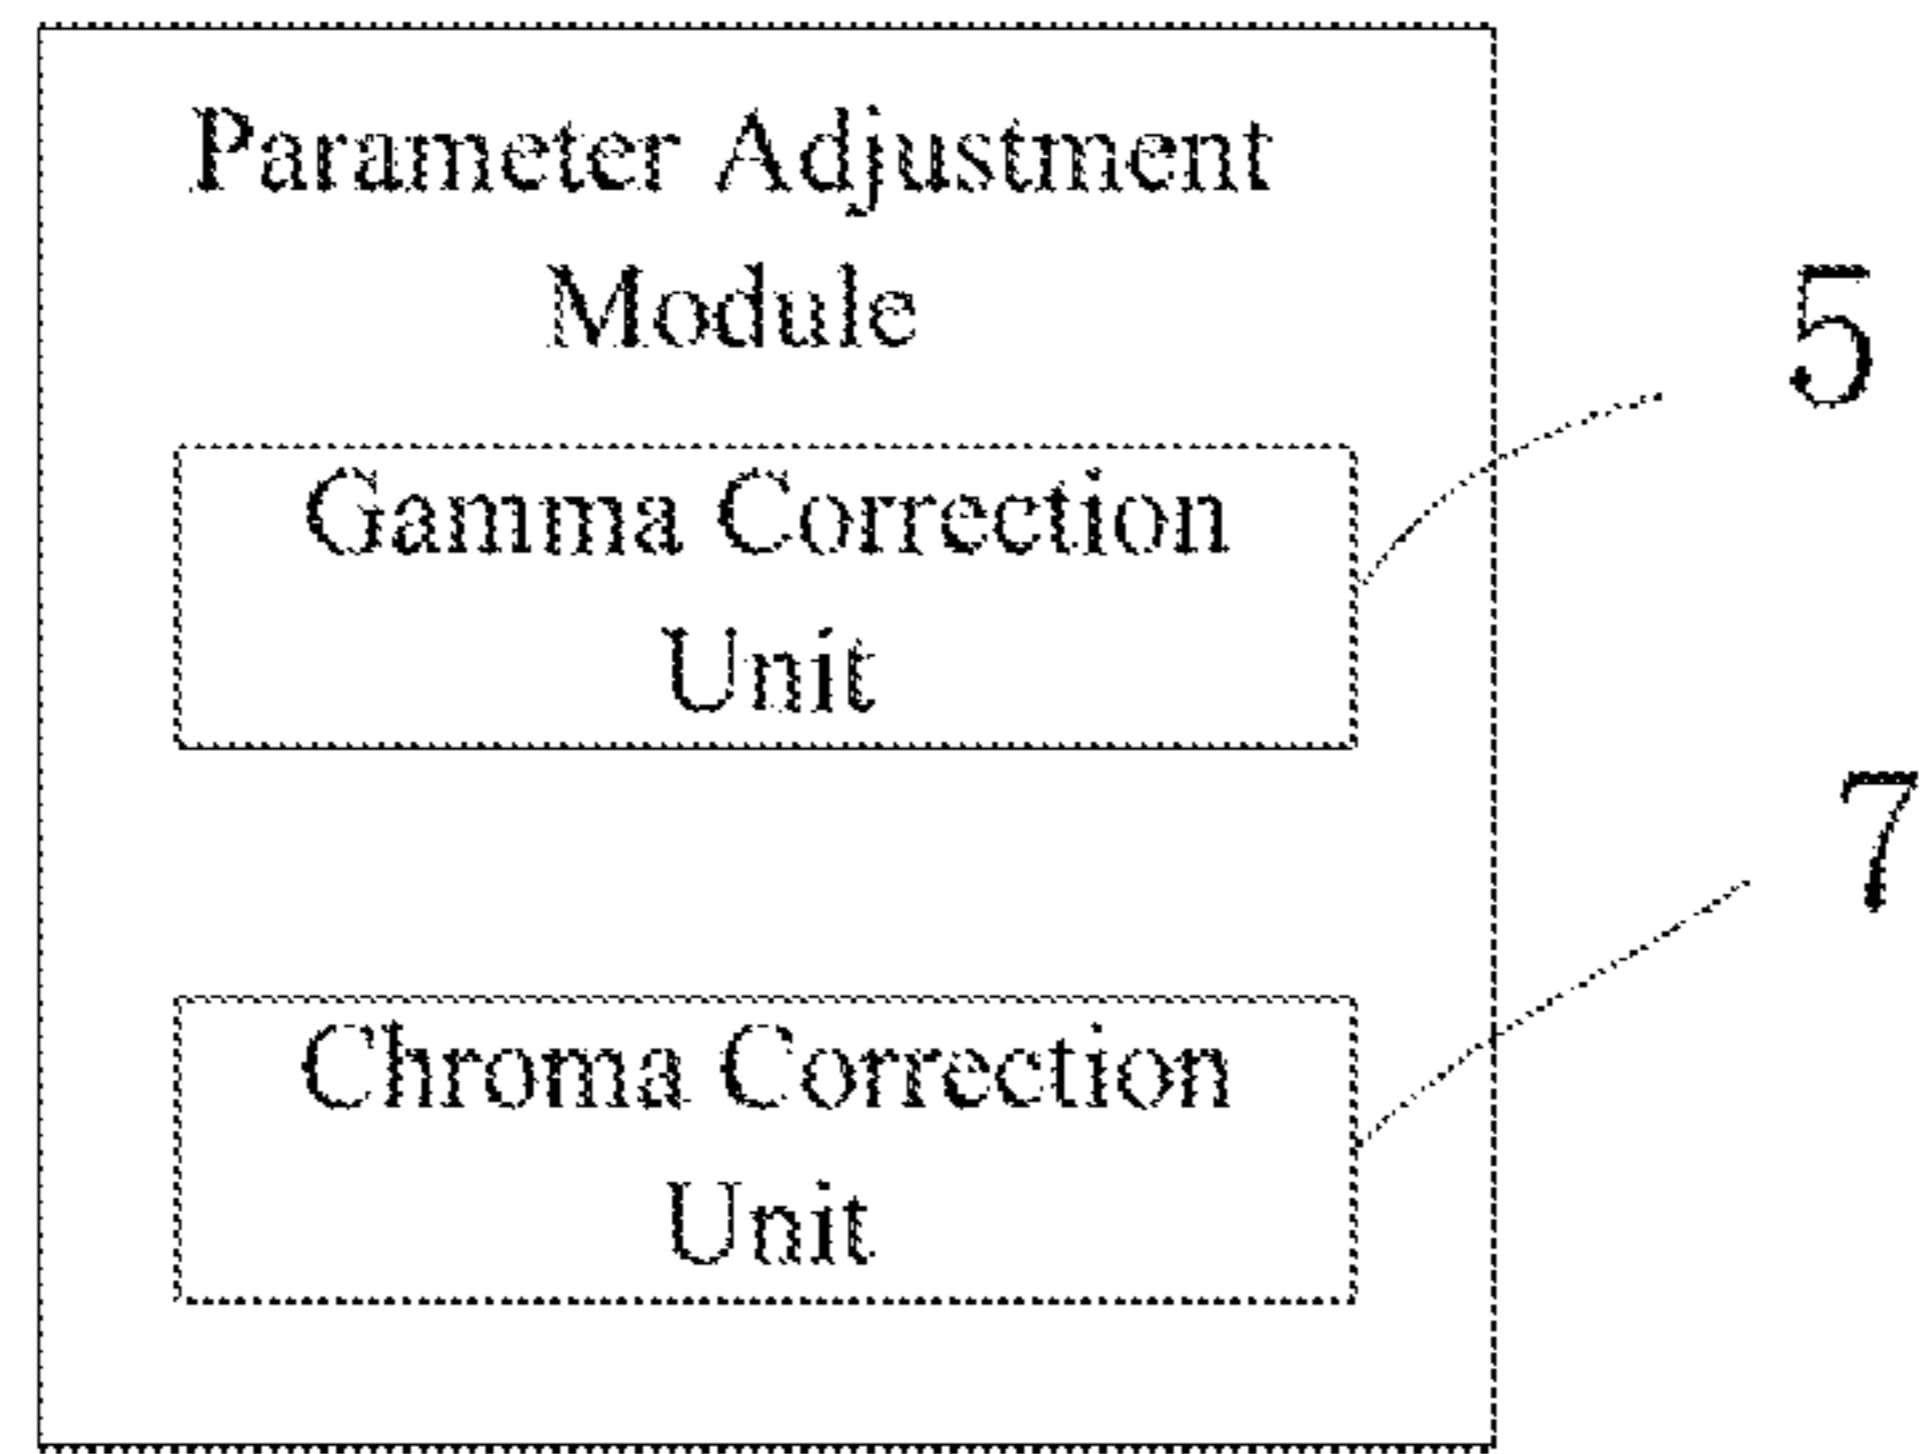 Parameter Adjustment
Module
5
Gamma Correction
Unit
7
Chroma Correction
Unit